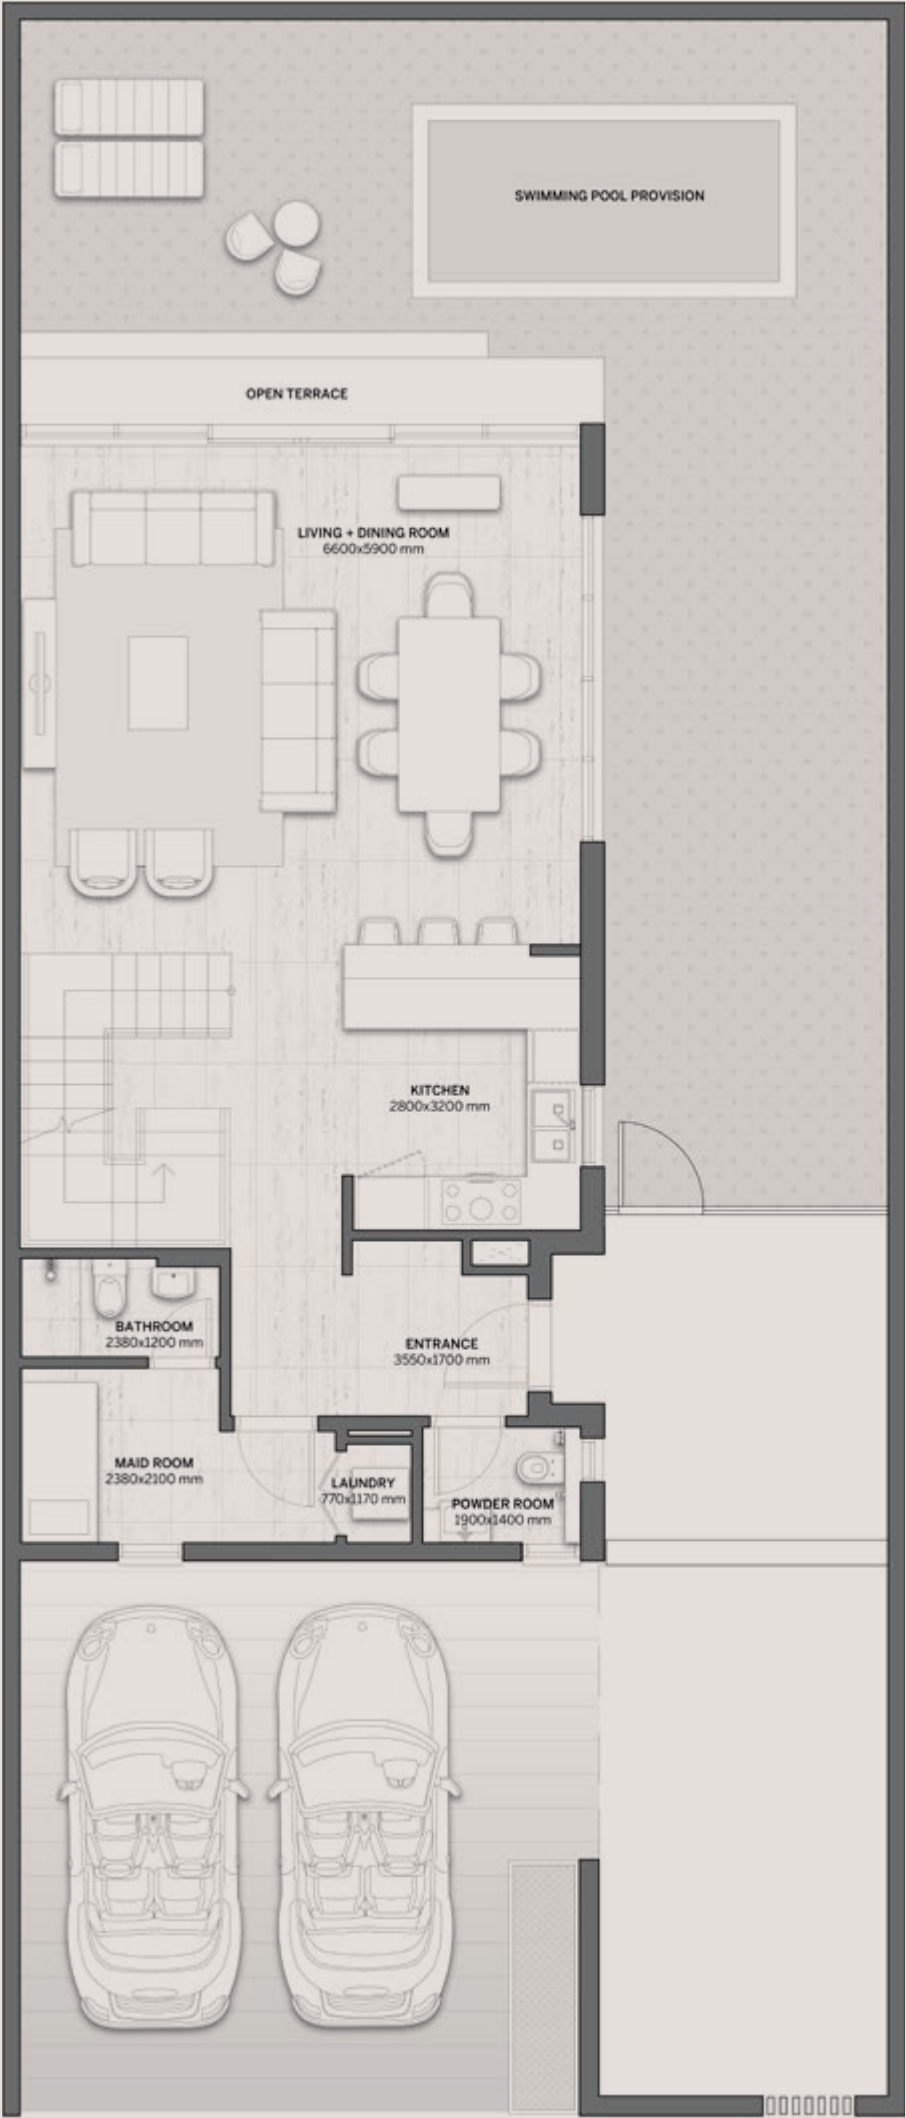 SWIMMING POOL PROVISION
OPEN TERRACE
LIVING + DINING ROOM
6600x5900 mm
KITCHEN
2800x3200 mm
BATHROOM
2380x1200 mm
ENTRANCE
3550x1700 mm
MAID ROOM
2380x2100 mm
LAUNDRY
770x1170 mm
POWDER ROOM
1900x1400 mm